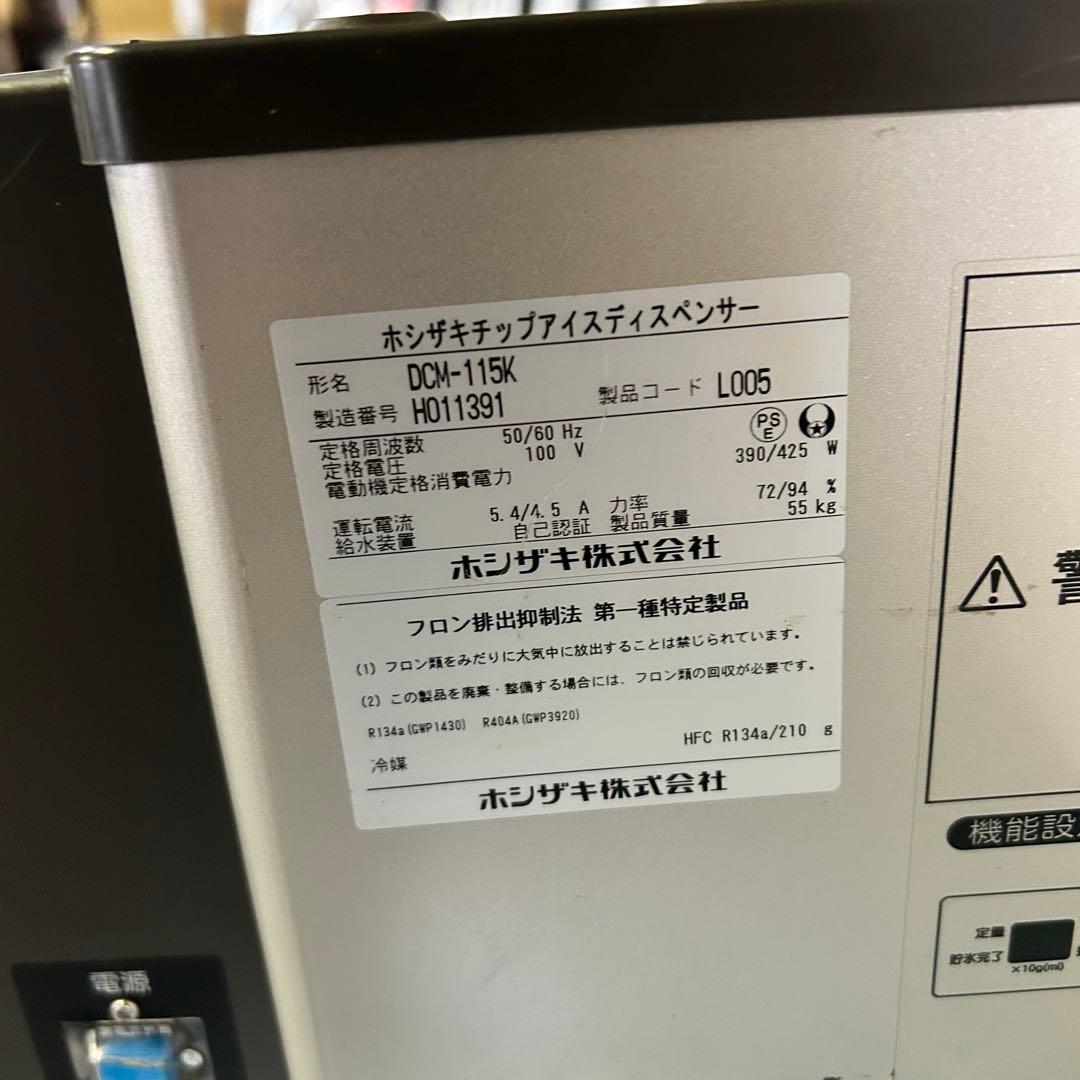 ホシザキチップアイスディスペンサー
形名 DCM-115K
製造番号 H011391 製品コード L005
定格周波数 50/60 Hz
PS E
定格電圧 100 V
電動機定格消費電力 390/425 W
運転電流 5.4/4.5 A 力率 72/94 %
給水装置 自己認証 製品質量 55 kg
ホシザキ株式会社
フロン排出抑制法 第一種特定製品
(1) フロン類をみだりに大気中に放出することは禁じられています。
(2) この製品を廃棄・整備する場合には、フロン類の回収が必要です。
R134a(GWP1430) R404A(GWP3920)
冷媒 HFC R134a/210 g
ホシザキ株式会社
警
機能設
定量
貯氷完了
×10g(ml)
電源